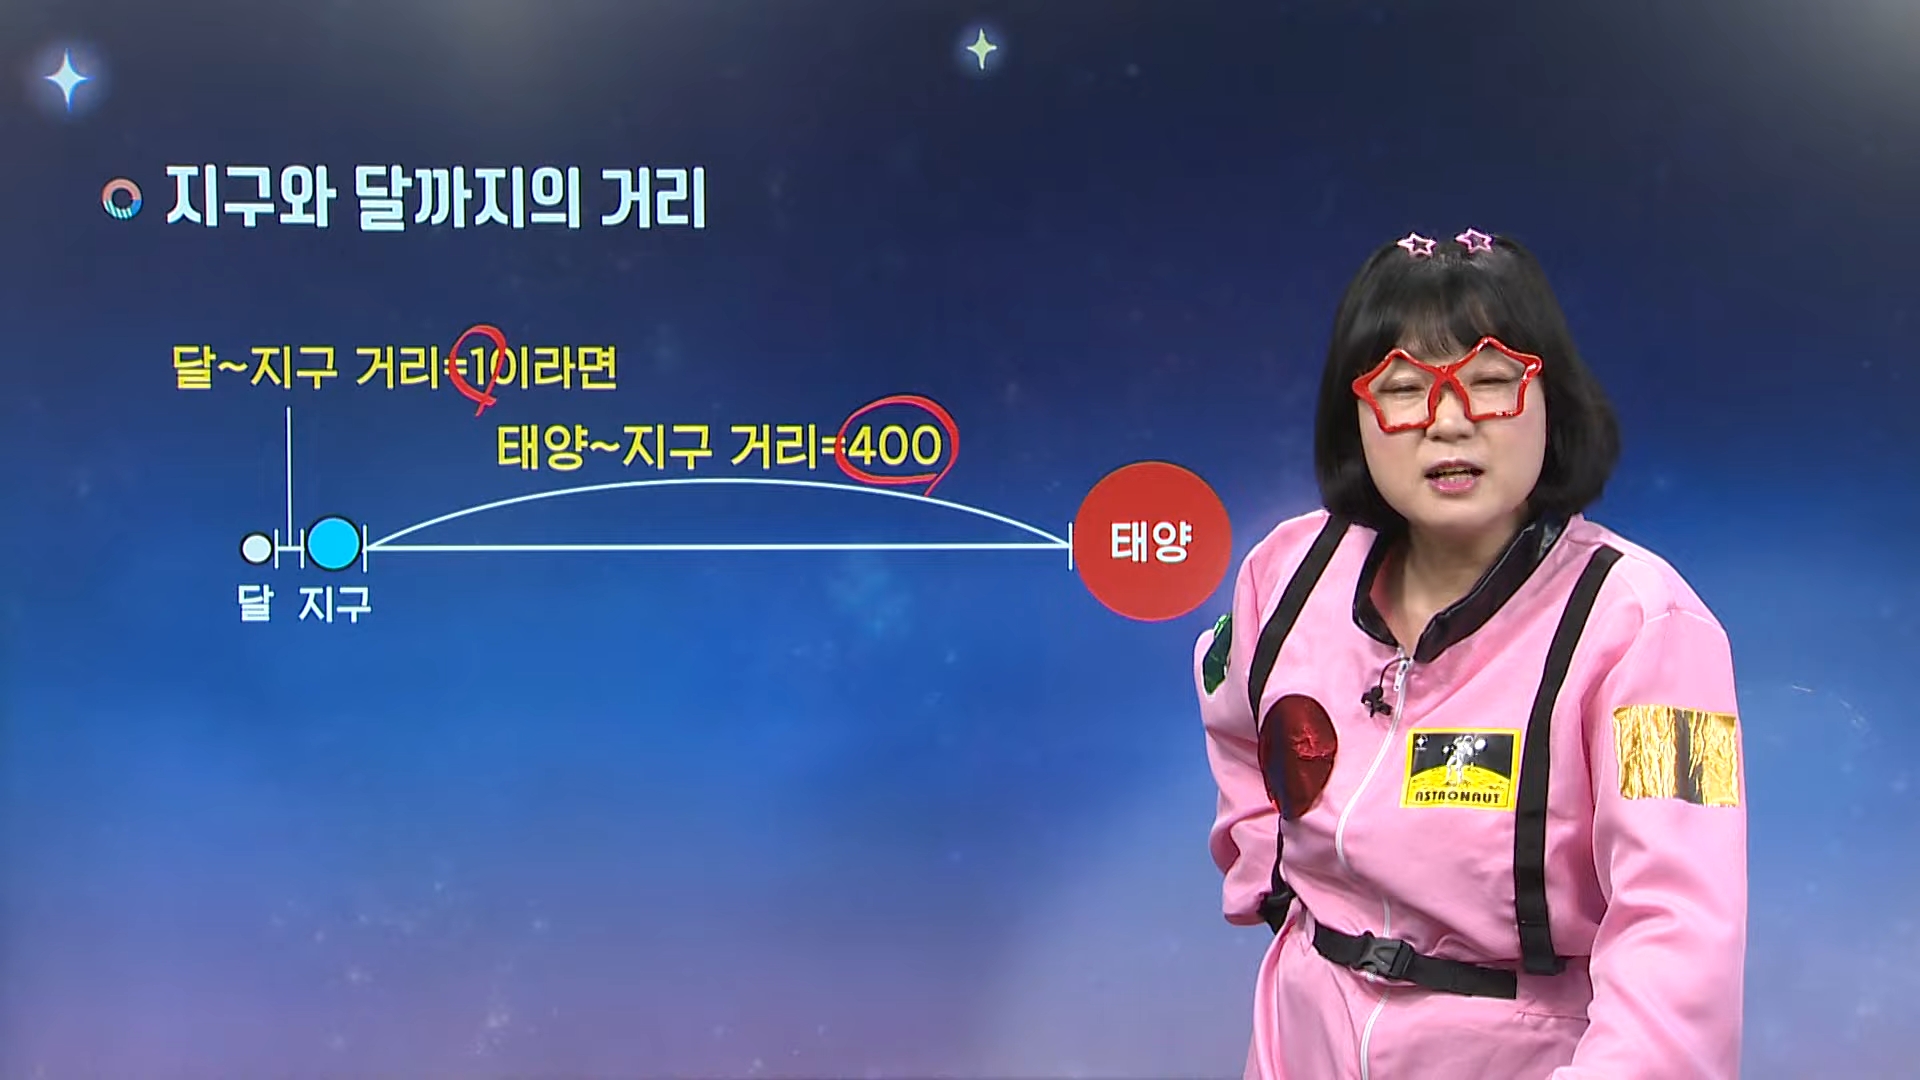 지구와 달까지의 거리
달~지구 거리=1이라면
태양~지구 거리=400
태양
달 지구
ASTRONAUT